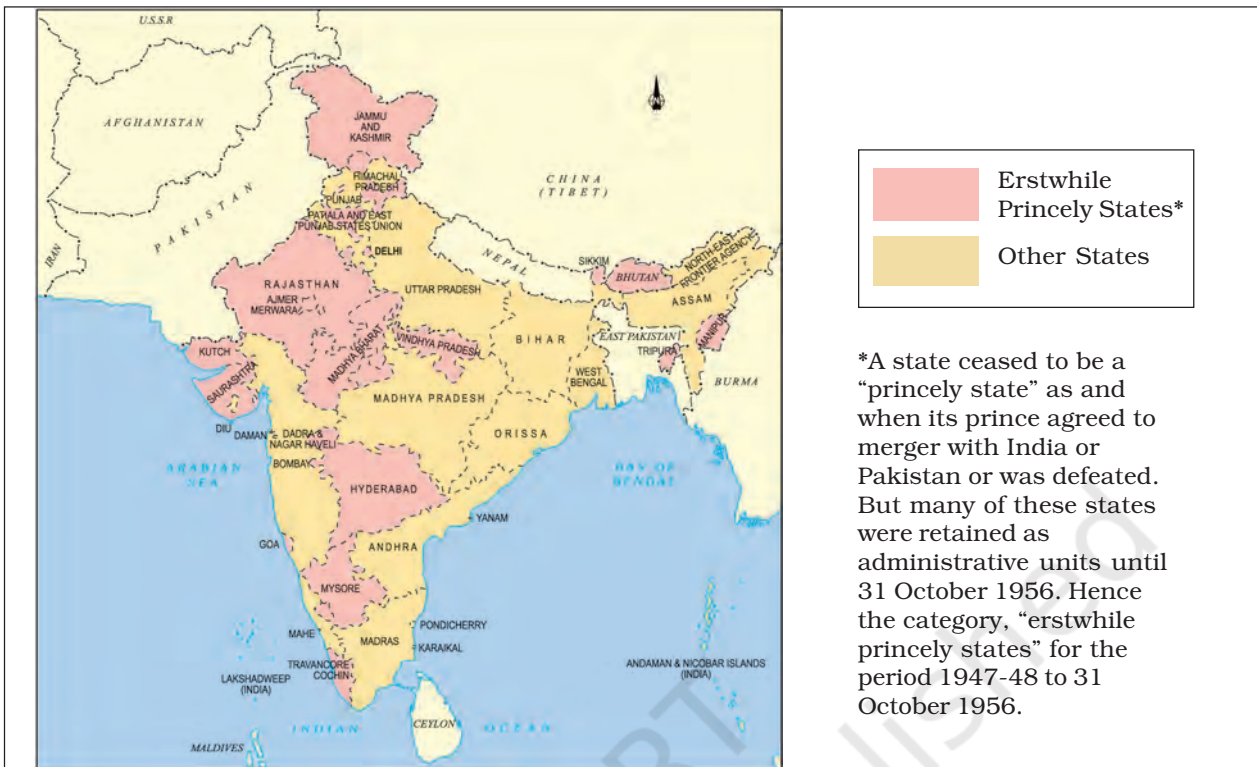 U.S.S.R
AFGHANISTAN
JAMMU
AND
KASHMIR
N
CHINA
(TIBET)
HIMACHAL
PRADESH
PUNJAB
PATIALA AND EAST
PUNJAB STATES UNION
PAKISTAN
IRAN
DELHI
NEPAL
SIKKIM
BHUTAN
NORTH-EAST
FRONTIER AGENCY
RAJASTHAN
AJMER
MERWARA
UTTAR PRADESH
ASSAM
BIHAR
EAST PAKISTAN
MANIPUR
TRIPURA
KUTCH
MADHYA BHARAT
VINDHYA PRADESH
SAURASHTRA
WEST
BENGAL
BURMA
MADHYA PRADESH
ORISSA
DIU
DAMAN
DADRA &
NAGAR HAVELI
BOMBAY
ARABIAN
SEA
BAY OF
BENGAL
HYDERABAD
YANAM
GOA
ANDHRA
MYSORE
MAHE
MADRAS
PONDICHERRY
KARAIKAL
TRAVANCORE
COCHIN
LAKSHADWEEP
(INDIA)
ANDAMAN & NICOBAR ISLANDS
(INDIA)
CEYLON
INDIAN OCEAN
MALDIVES
Erstwhile
Princely States*
Other States
*A state ceased to be a
“princely state” as and
when its prince agreed to
merger with India or
Pakistan or was defeated.
But many of these states
were retained as
administrative units until
31 October 1956. Hence
the category, “erstwhile
princely states” for the
period 1947-48 to 31
October 1956.